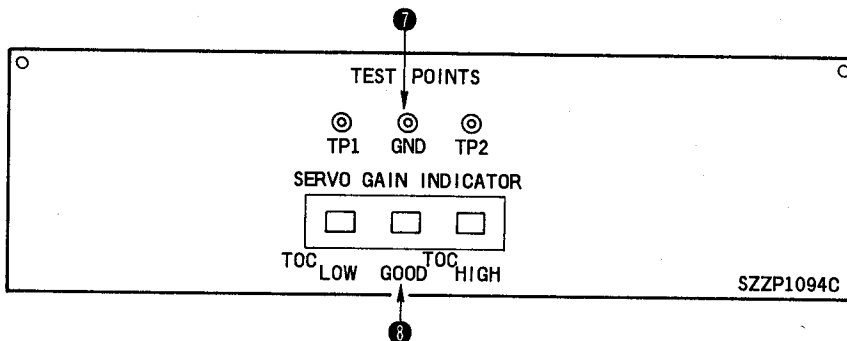 7
TEST POINTS
TP1 GND TP2
SERVO GAIN INDICATOR
TOC LOW GOOD TOC HIGH
SZZP1094C
8